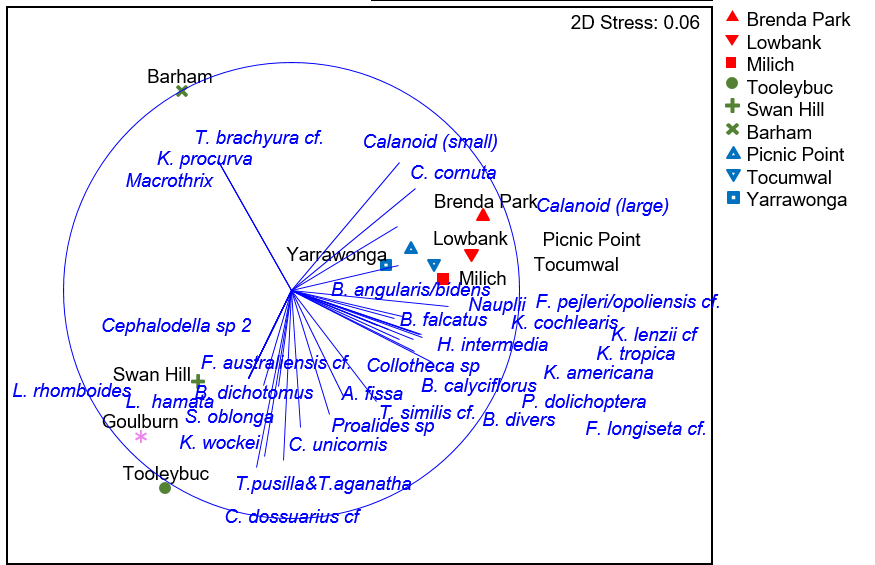 2D Stress: 0.06
Brenda Park
Lowbank
Milich
Tooleybuc
Swan Hill
Barham
Picnic Point
Tocumwal
Yarrawonga
Barham
T. brachyura cf.
Calanoid (small)
K. procurva
Macrothrix
C. cornuta
Brenda Park
Calanoid (large)
Lowbank
Picnic Point
Yarrawonga
Tocumwal
Milich
B. angularis/bidens
Nauplii
F. pejleri/opoliensis cf.
Cephalodella sp 2
B. falcatus
K. cochlearis
K. lenzii cf
H. intermedia
K. tropica
F. australiensis cf.
Collotheca sp
K. americana
Swan Hill
L. rhomboides
B. dichotomus
A. fissa
B. calyciflorus
L. hamata
P. dolichoptera
Goulburn
S. oblonga
T. similis cf.
Proalides sp
B. divers
F. longiseta cf.
K. wockei
C. unicornis
Tooleybuc
T.pusilla&T.aganatha
C. dossuarius cf